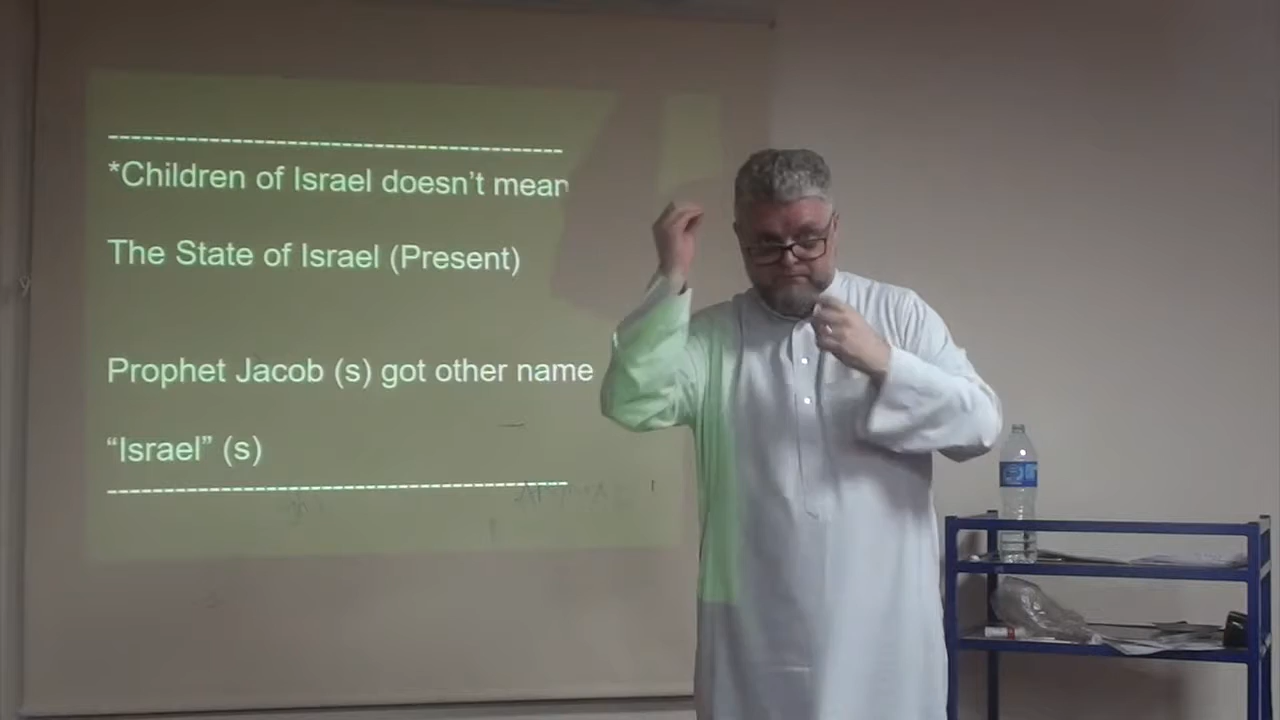 *Children of Israel doesn't mean
The State of Israel (Present)
Prophet Jacob (s) got other name
“Israel” (s)